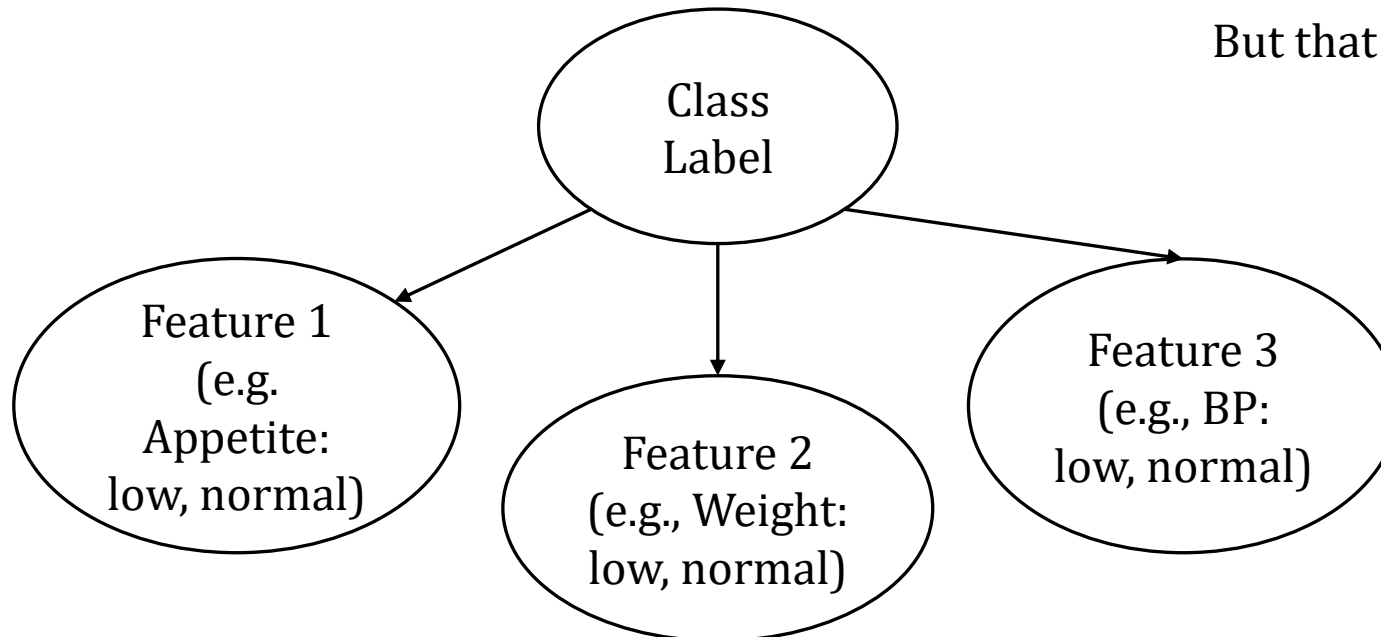 But that
Class
Label
Feature 1
(e.g.
Appetite:
low, normal)
Feature 2
(e.g., Weight:
low, normal)
Feature 3
(e.g., BP:
low, normal)